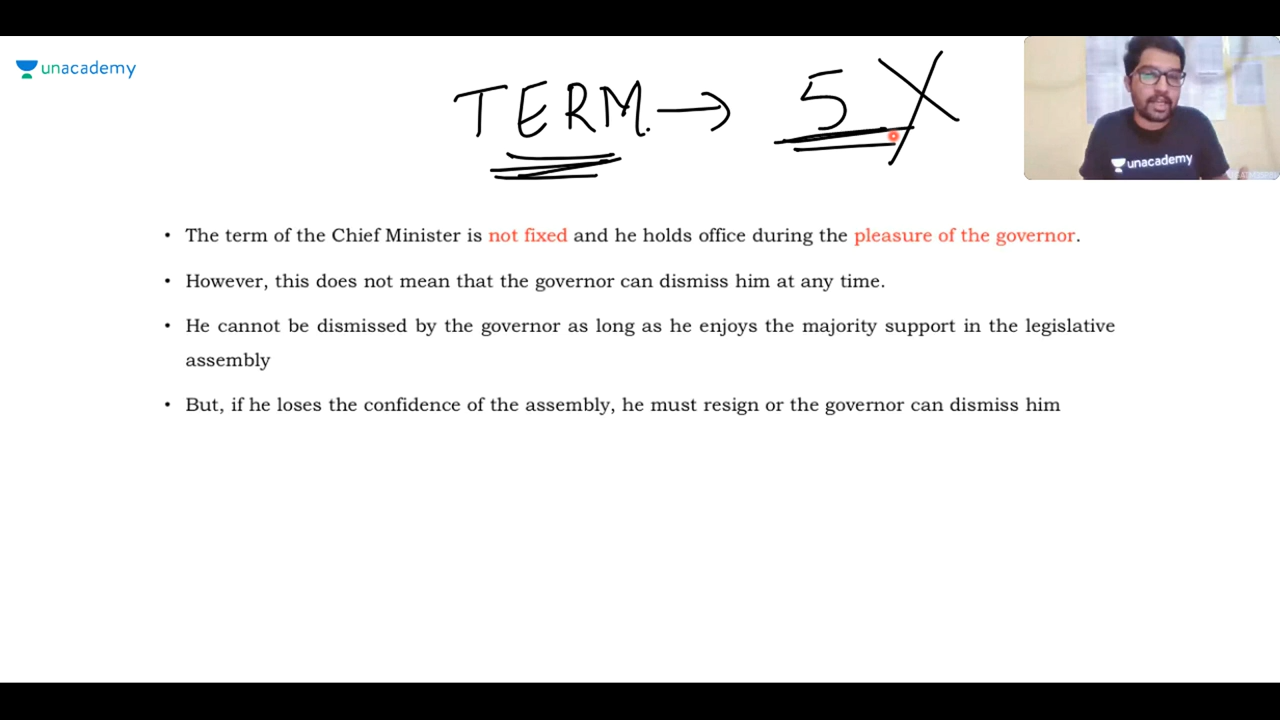 unacademy
TERM. → 5 X
unacademy
• The term of the Chief Minister is not fixed and he holds office during the pleasure of the governor.
• However, this does not mean that the governor can dismiss him at any time.
• He cannot be dismissed by the governor as long as he enjoys the majority support in the legislative
assembly
• But, if he loses the confidence of the assembly, he must resign or the governor can dismiss him